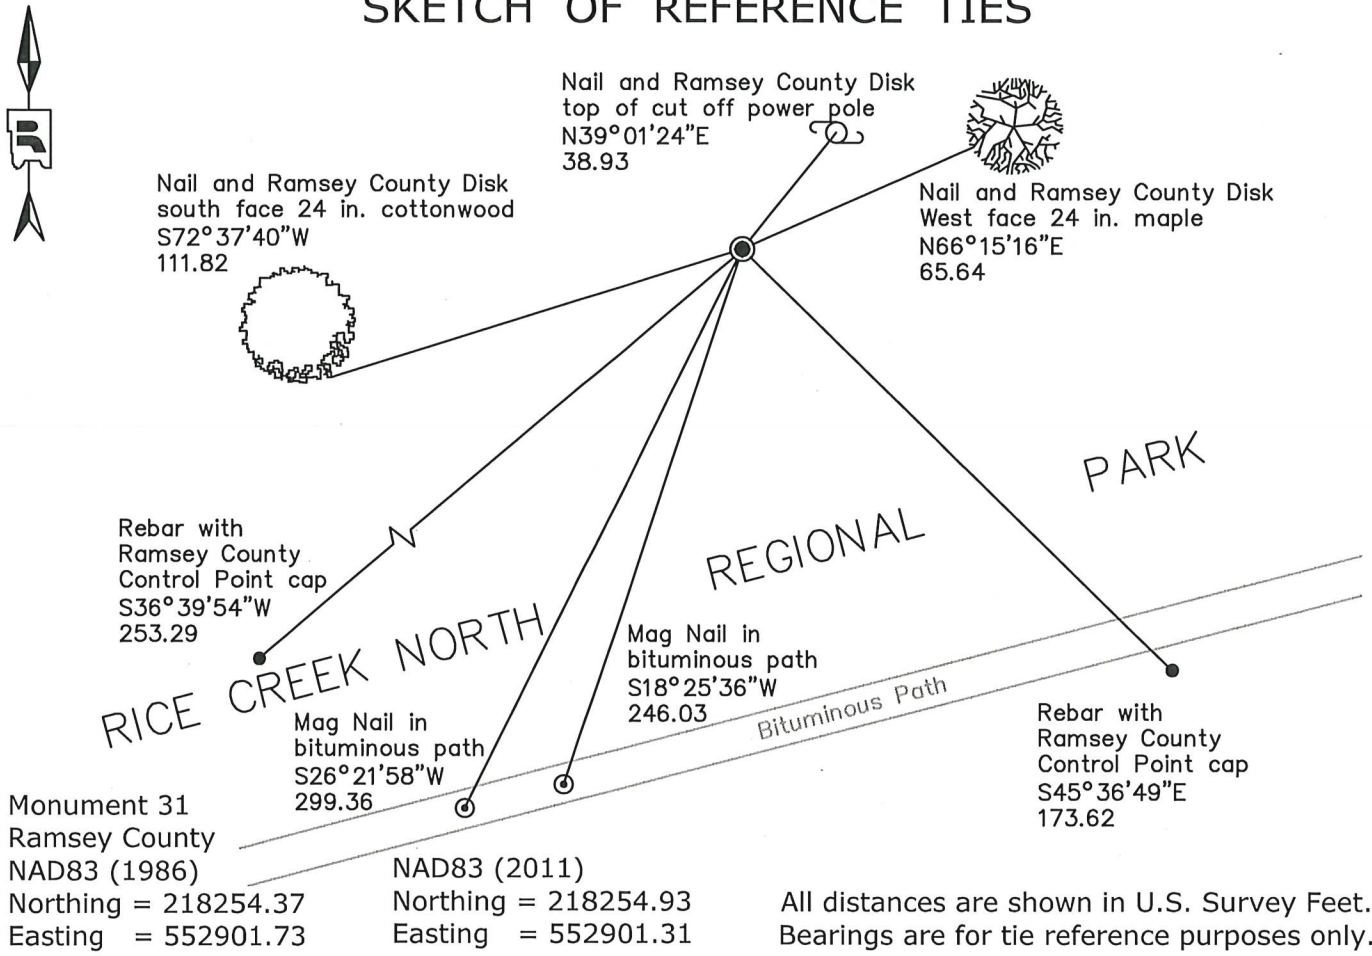 SKETCH OF REFERENCE TIES
R
Nail and Ramsey County Disk
top of cut off power pole
N39°01'24"E
38.93
Nail and Ramsey County Disk
south face 24 in. cottonwood
S72°37'40"W
111.82
Nail and Ramsey County Disk
West face 24 in. maple
N66°15'16"E
65.64
Rebar with
Ramsey County
Control Point cap
S36°39'54"W
253.29
RICE CREEK NORTH REGIONAL PARK
Mag Nail in
bituminous path
S18°25'36"W
246.03
Bituminous Path
Mag Nail in
bituminous path
S26°21'58"W
299.36
Rebar with
Ramsey County
Control Point cap
S45°36'49"E
173.62
Monument 31
Ramsey County
NAD83 (1986)
Northing = 218254.37
Easting = 552901.73
NAD83 (2011)
Northing = 218254.93
Easting = 552901.31
All distances are shown in U.S. Survey Feet.
Bearings are for tie reference purposes only.